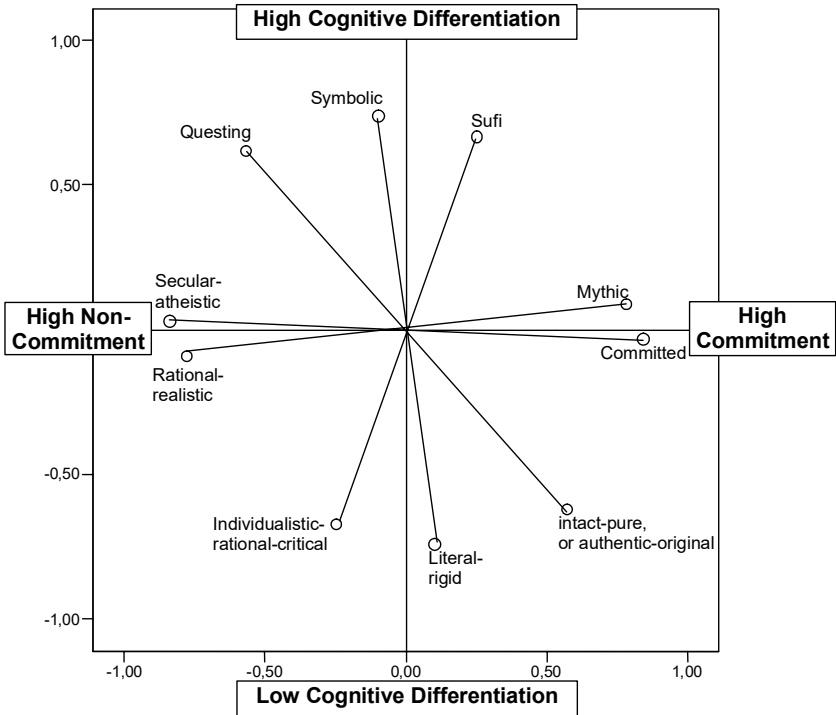 High Cognitive Differentiation
1,00
Symbolic
Sufi
Questing
0,50
Secular-
atheistic
Mythic
High Non-
Commitment
High
Commitment
Committed
Rational-
realistic
-0,50
Individualistic-
rational-critical
intact-pure,
or authentic-original
Literal-
rigid
-1,00
-1,00
-0,50
0,00
0,50
1,00
Low Cognitive Differentiation